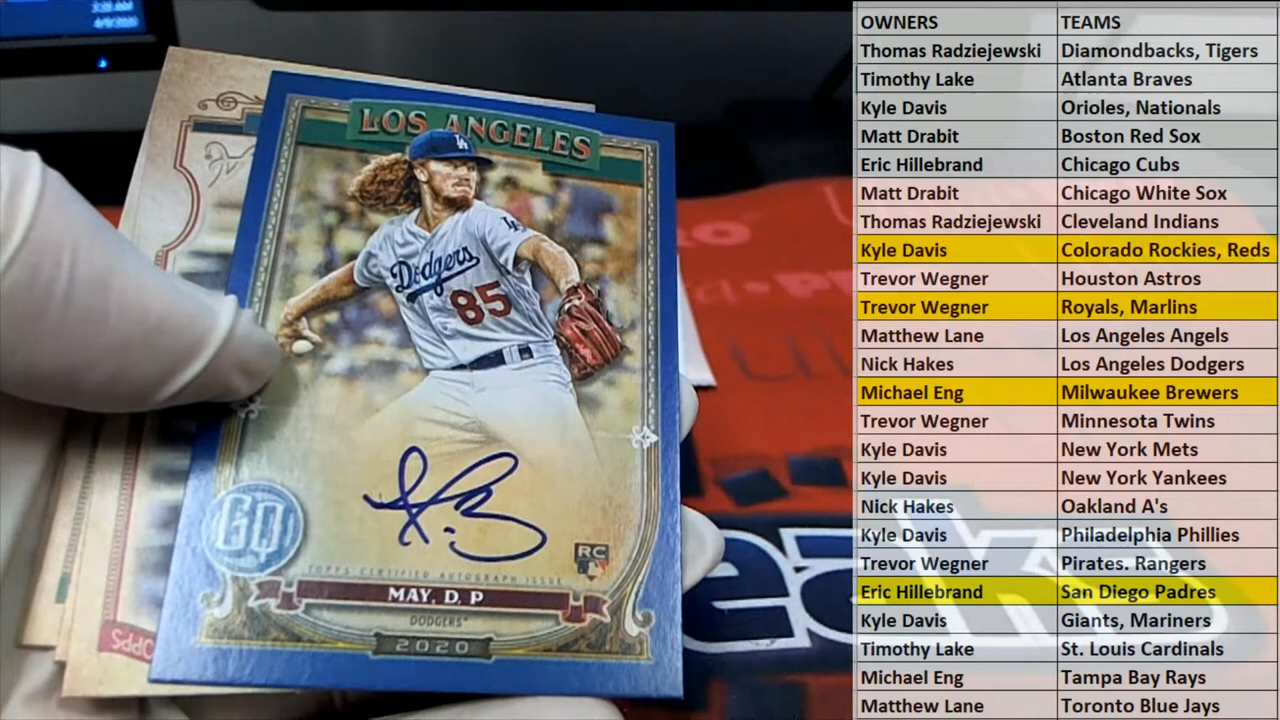 LOS ANGELES
LA
LA
Dodgers
85
GQ
RC
TOPPS CERTIFIED AUTOGRAPH ISSUE
MAY, D. P
DODGERS
2020
TOPPS
OWNERS TEAMS
Thomas Radziejewski Diamondbacks, Tigers
Timothy Lake Atlanta Braves
Kyle Davis Orioles, Nationals
Matt Drabit Boston Red Sox
Eric Hillebrand Chicago Cubs
Matt Drabit Chicago White Sox
Thomas Radziejewski Cleveland Indians
Kyle Davis Colorado Rockies, Reds
Trevor Wegner Houston Astros
Trevor Wegner Royals, Marlins
Matthew Lane Los Angeles Angels
Nick Hakes Los Angeles Dodgers
Michael Eng Milwaukee Brewers
Trevor Wegner Minnesota Twins
Kyle Davis New York Mets
Kyle Davis New York Yankees
Nick Hakes Oakland A's
Kyle Davis Philadelphia Phillies
Trevor Wegner Pirates. Rangers
Eric Hillebrand San Diego Padres
Kyle Davis Giants, Mariners
Timothy Lake St. Louis Cardinals
Michael Eng Tampa Bay Rays
Matthew Lane Toronto Blue Jays